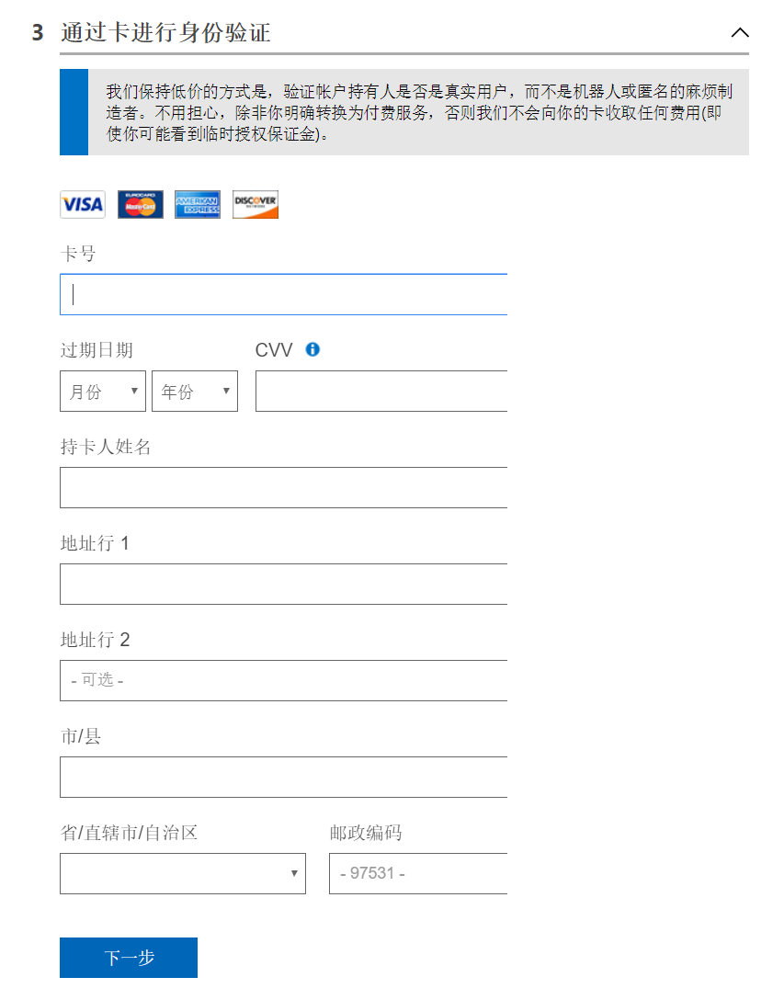 3 通过卡进行身份验证
我们保持低价的方式是，验证帐户持有人是否是真实用户，而不是机器人或匿名的麻烦制
造者。不用担心，除非你明确转换为付费服务，否则我们不会向你的卡收取任何费用(即
使你可能看到临时授权保证金)。
VISA EUROCARD MasterCard AMERICAN EXPRESS DISCOVER NETWORK
卡号
过期日期 CVV
月份 年份
持卡人姓名
地址行 1
地址行 2
- 可选 -
市/县
省/直辖市/自治区 邮政编码
- 97531 -
下一步